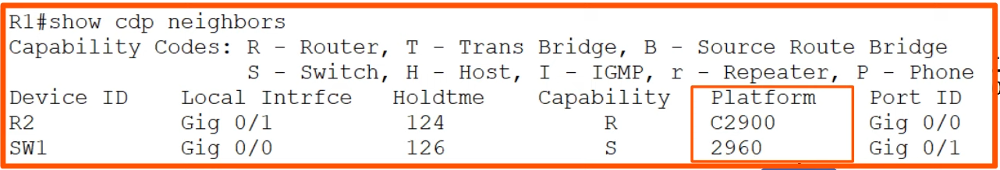 R1#show cdp neighbors
Capability Codes: R - Router, T - Trans Bridge, B - Source Route Bridge
S - Switch, H - Host, I - IGMP, r - Repeater, P - Phone
Device ID Local Intrfce Holdtme Capability Platform Port ID
R2 Gig 0/1 124 R C2900 Gig 0/0
SW1 Gig 0/0 126 S 2960 Gig 0/1